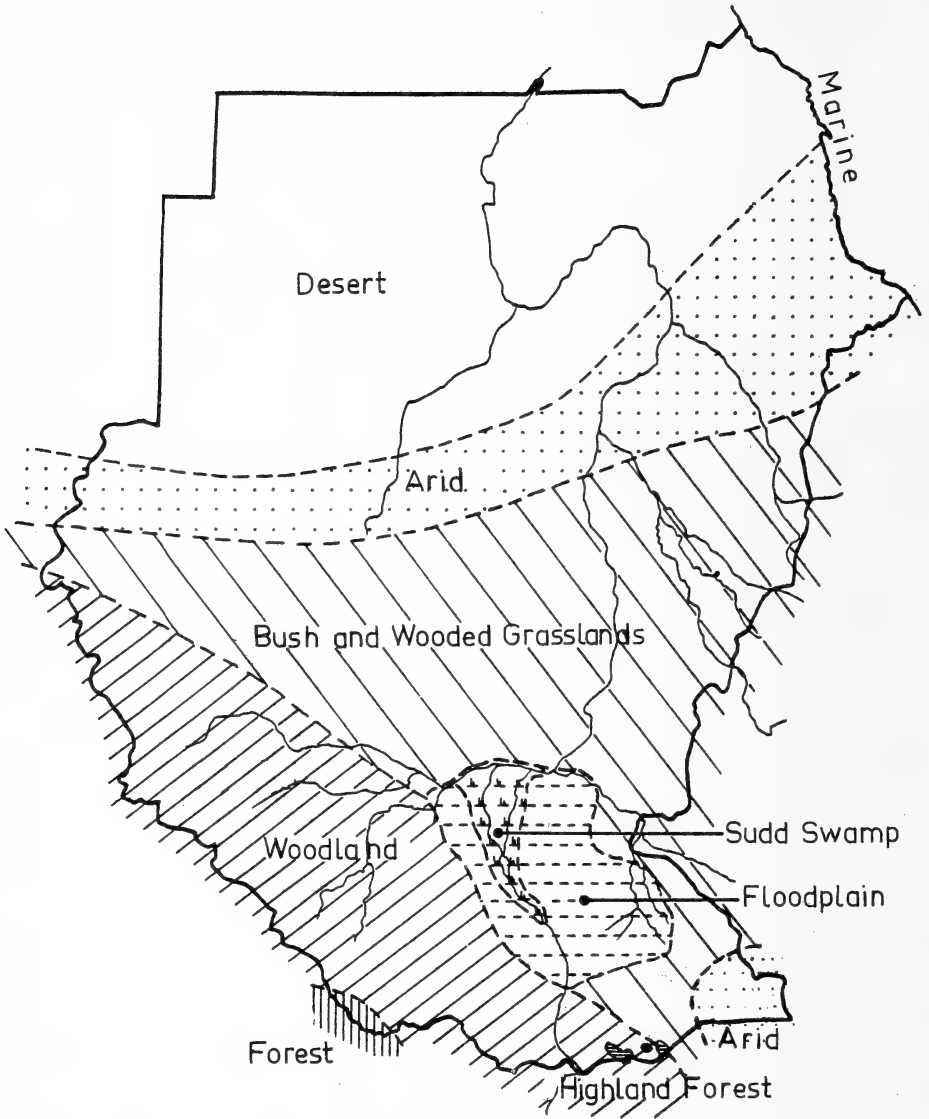 Marine
Desert
Arid
Bush and Wooded Grasslands
Sudd Swamp
Woodland
Floodplain
Arid
Forest
Highland Forest